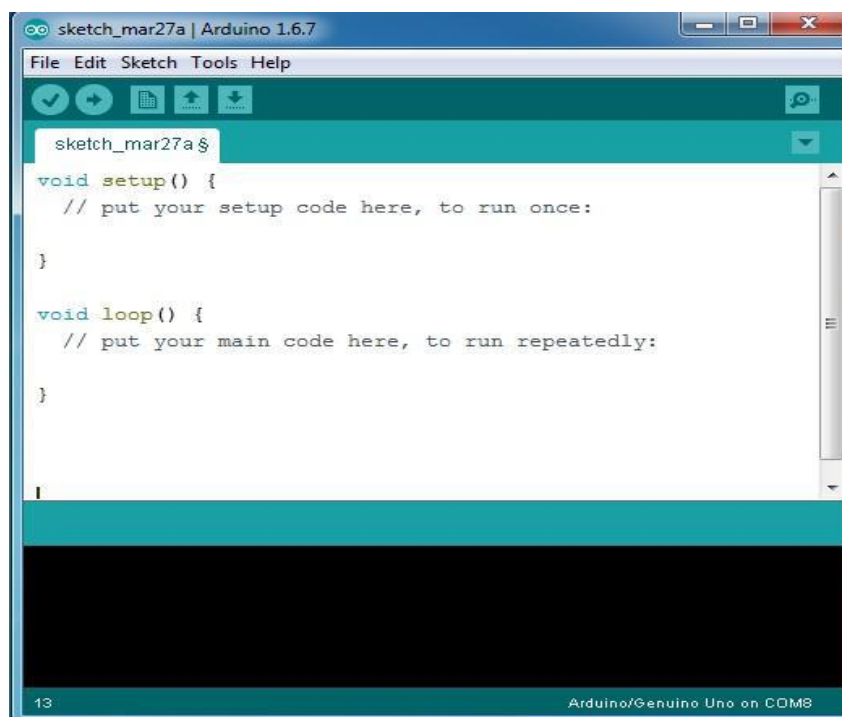 sketch_mar27a | Arduino 1.6.7
File Edit Sketch Tools Help
sketch_mar27a §
void setup() {
  // put your setup code here, to run once:
}
void loop() {
  // put your main code here, to run repeatedly:
}
13 Arduino/Genuino Uno on COM8